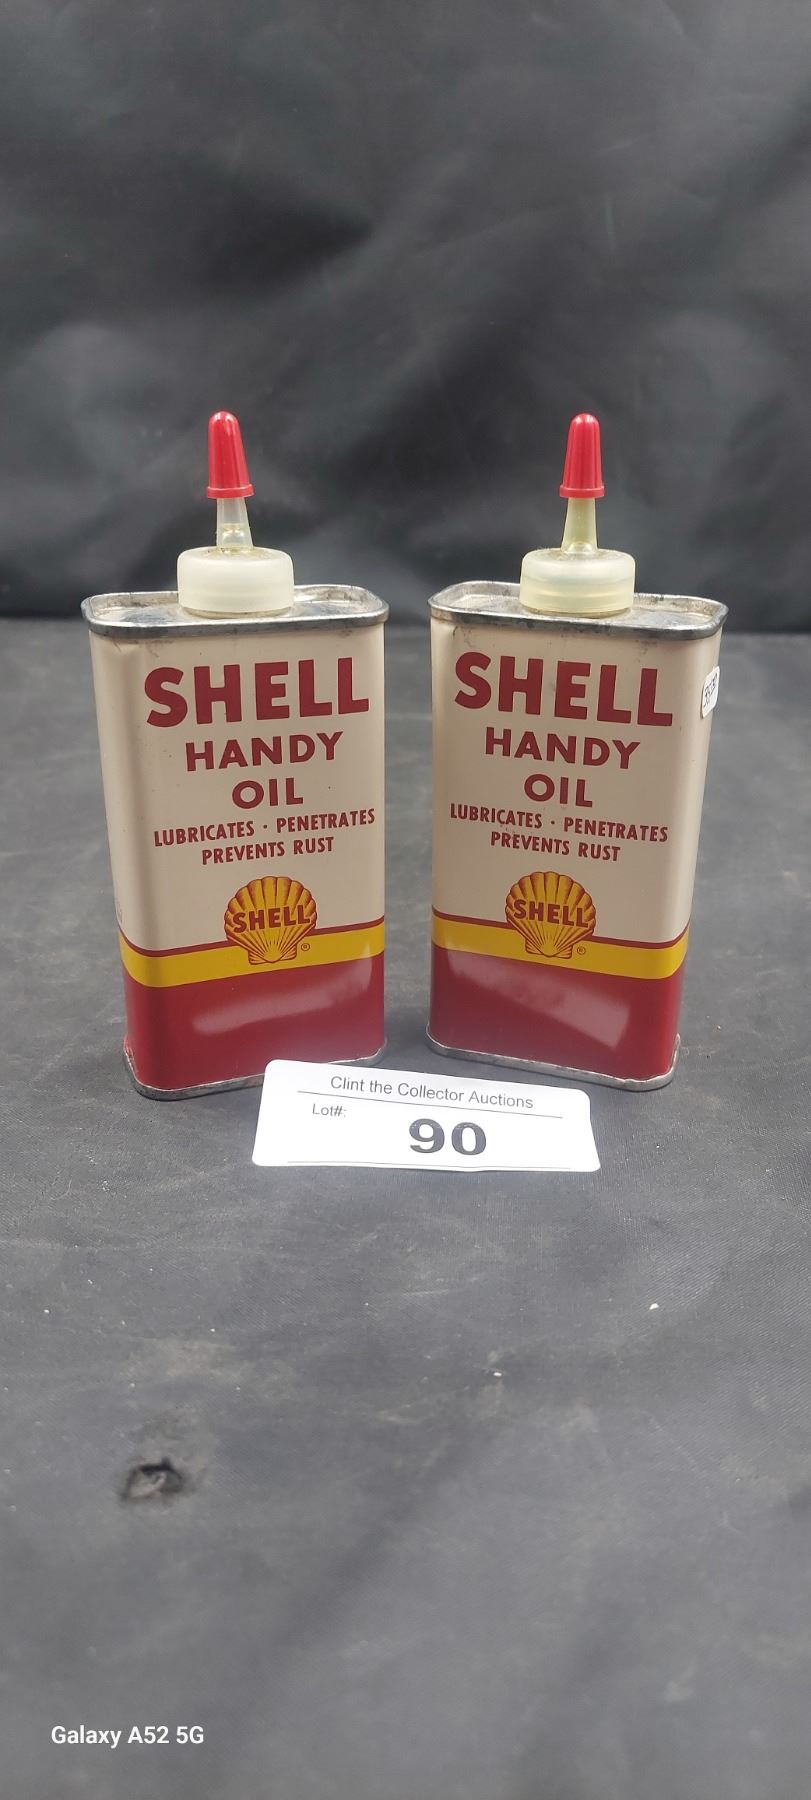 SHELL
HANDY
OIL
LUBRICATES · PENETRATES
PREVENTS RUST
SHELL
®
SHELL
HANDY
OIL
LUBRICATES · PENETRATES
PREVENTS RUST
SHELL
®
Clint the Collector Auctions
Lot#:
90
Galaxy A52 5G